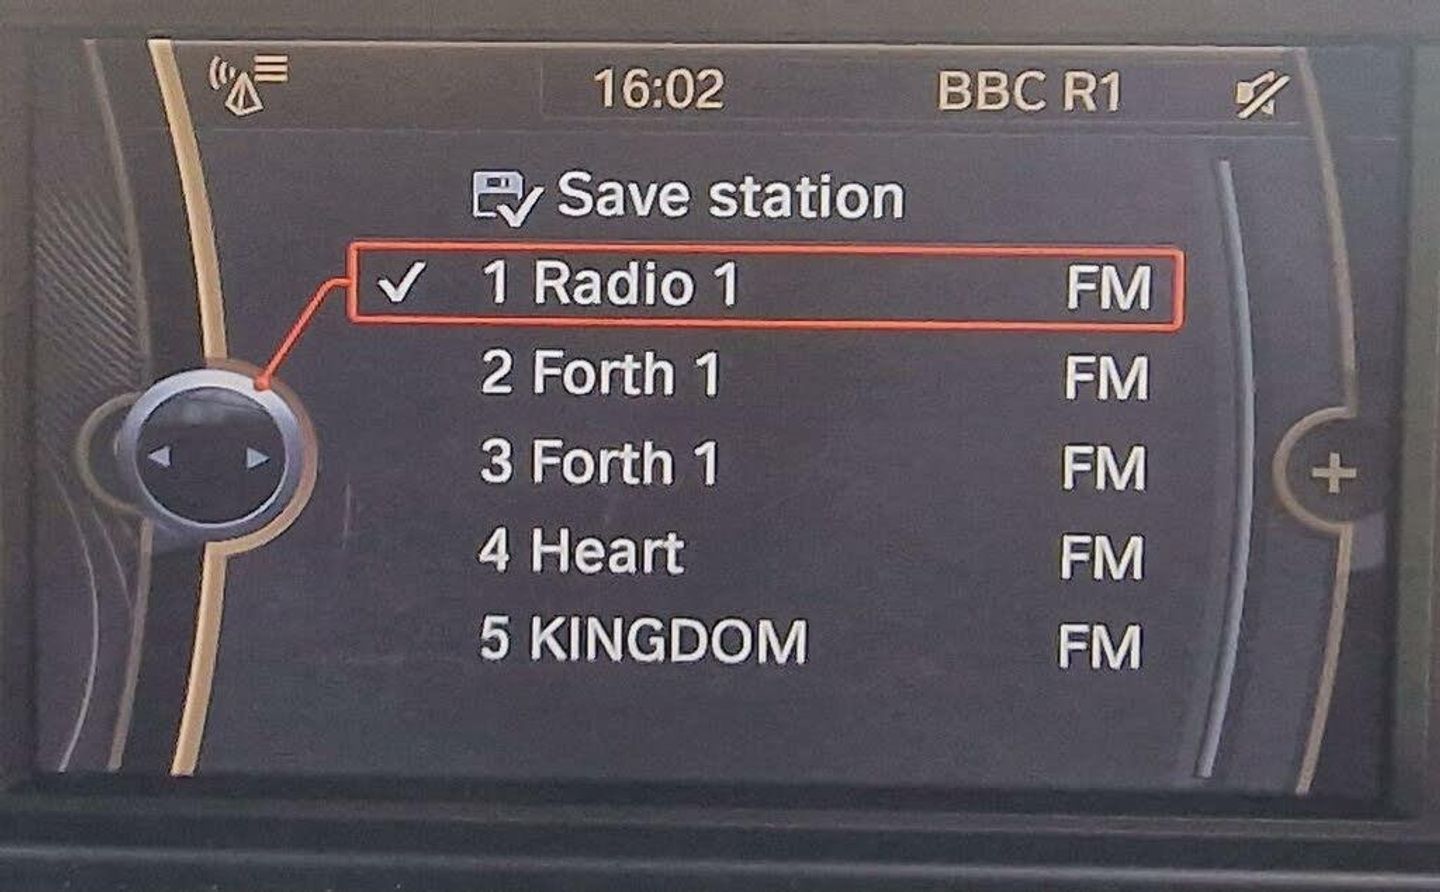 16:02 BBC R1
Save station
1 Radio 1 FM
2 Forth 1 FM
3 Forth 1 FM
4 Heart FM
5 KINGDOM FM